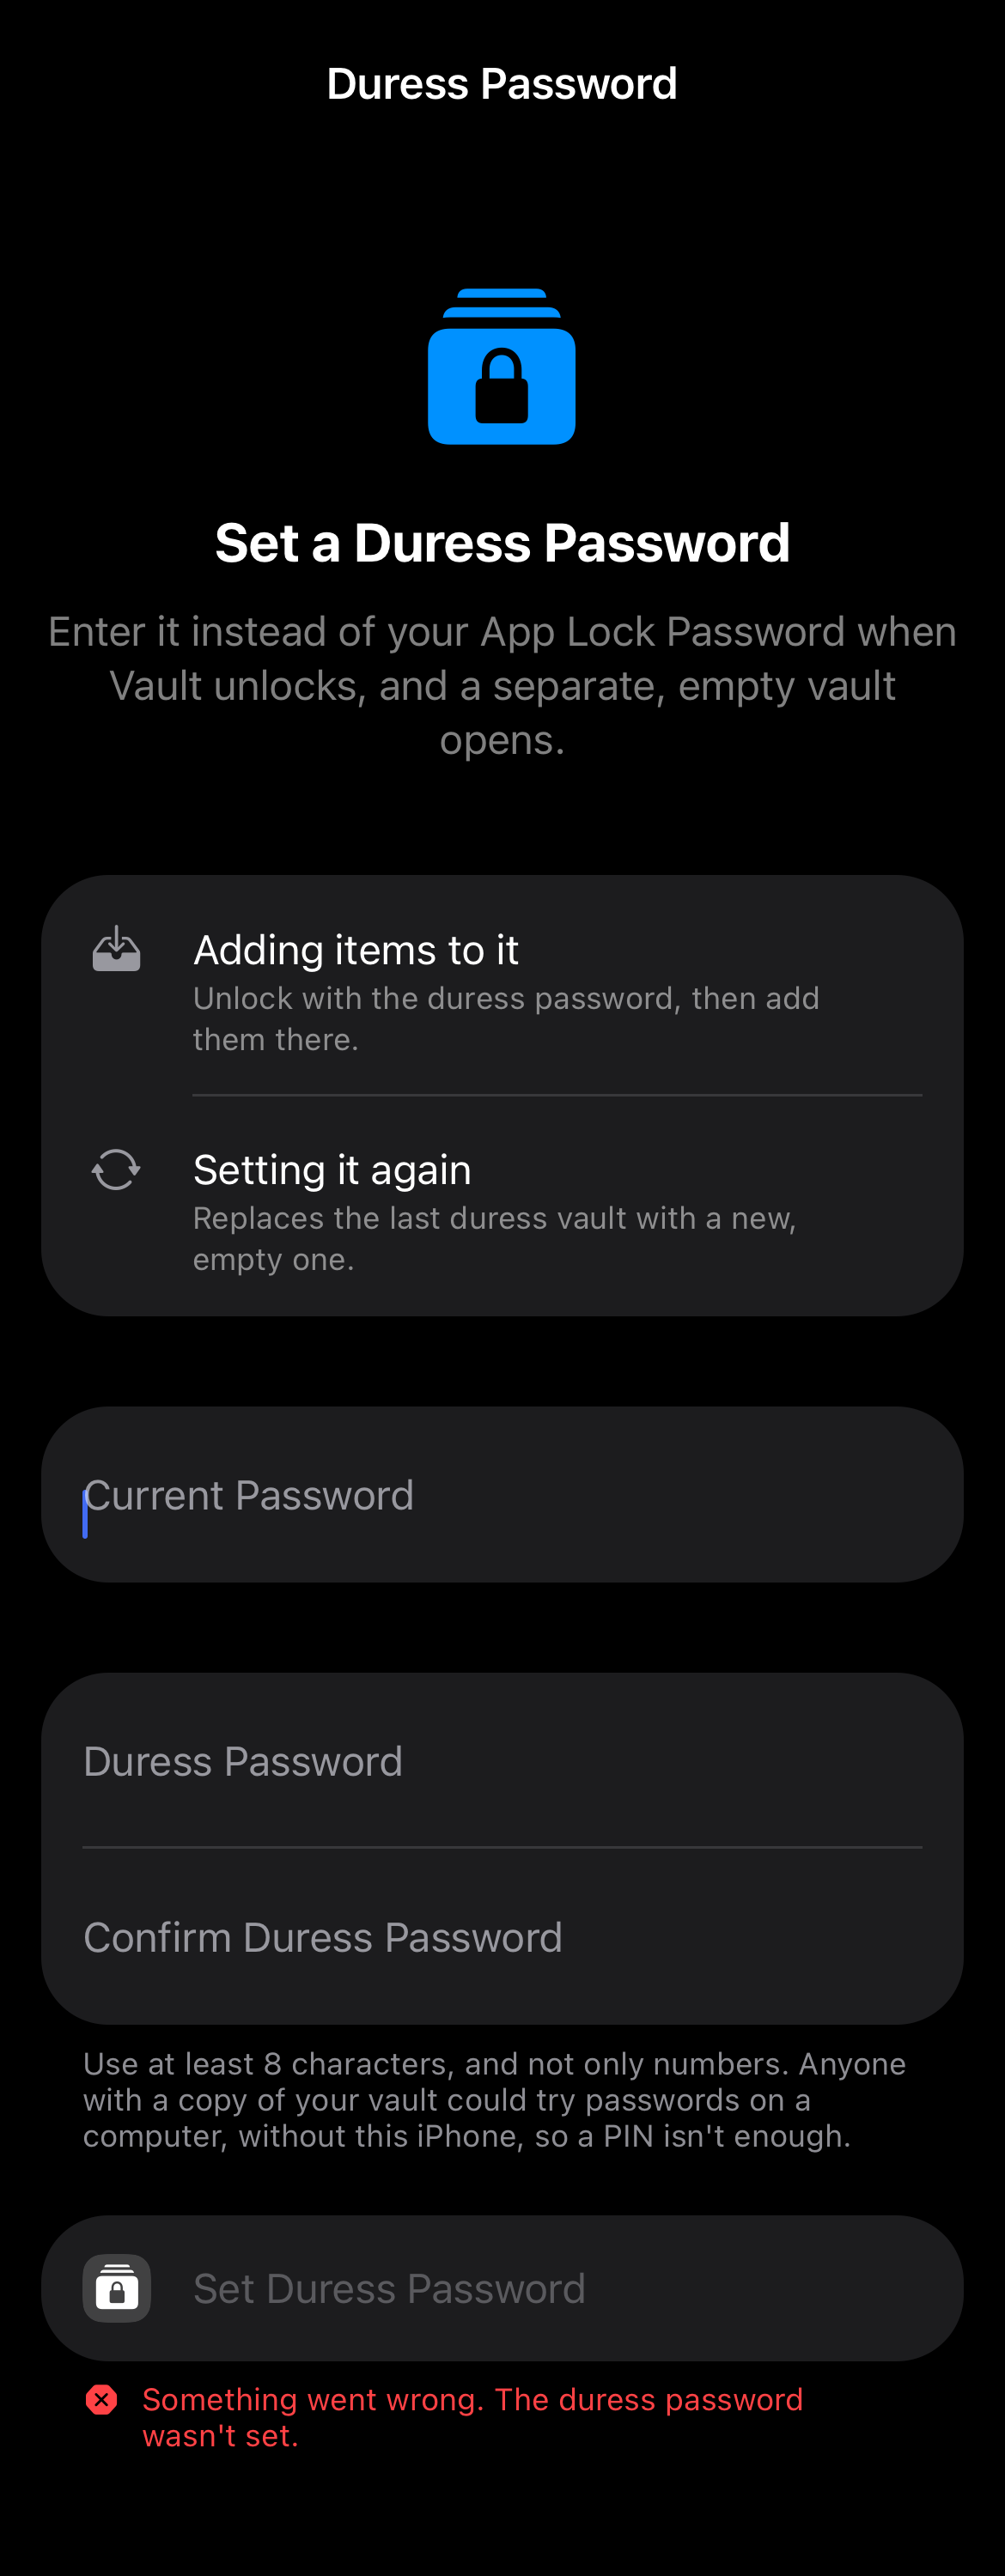 Duress Password
Set a Duress Password
Enter it instead of your App Lock Password when
Vault unlocks, and a separate, empty vault
opens.
Adding items to it
Unlock with the duress password, then add
them there.
Setting it again
Replaces the last duress vault with a new,
empty one.
Current Password
Duress Password
Confirm Duress Password
Use at least 8 characters, and not only numbers. Anyone
with a copy of your vault could try passwords on a
computer, without this iPhone, so a PIN isn't enough.
Set Duress Password
Something went wrong. The duress password
wasn't set.